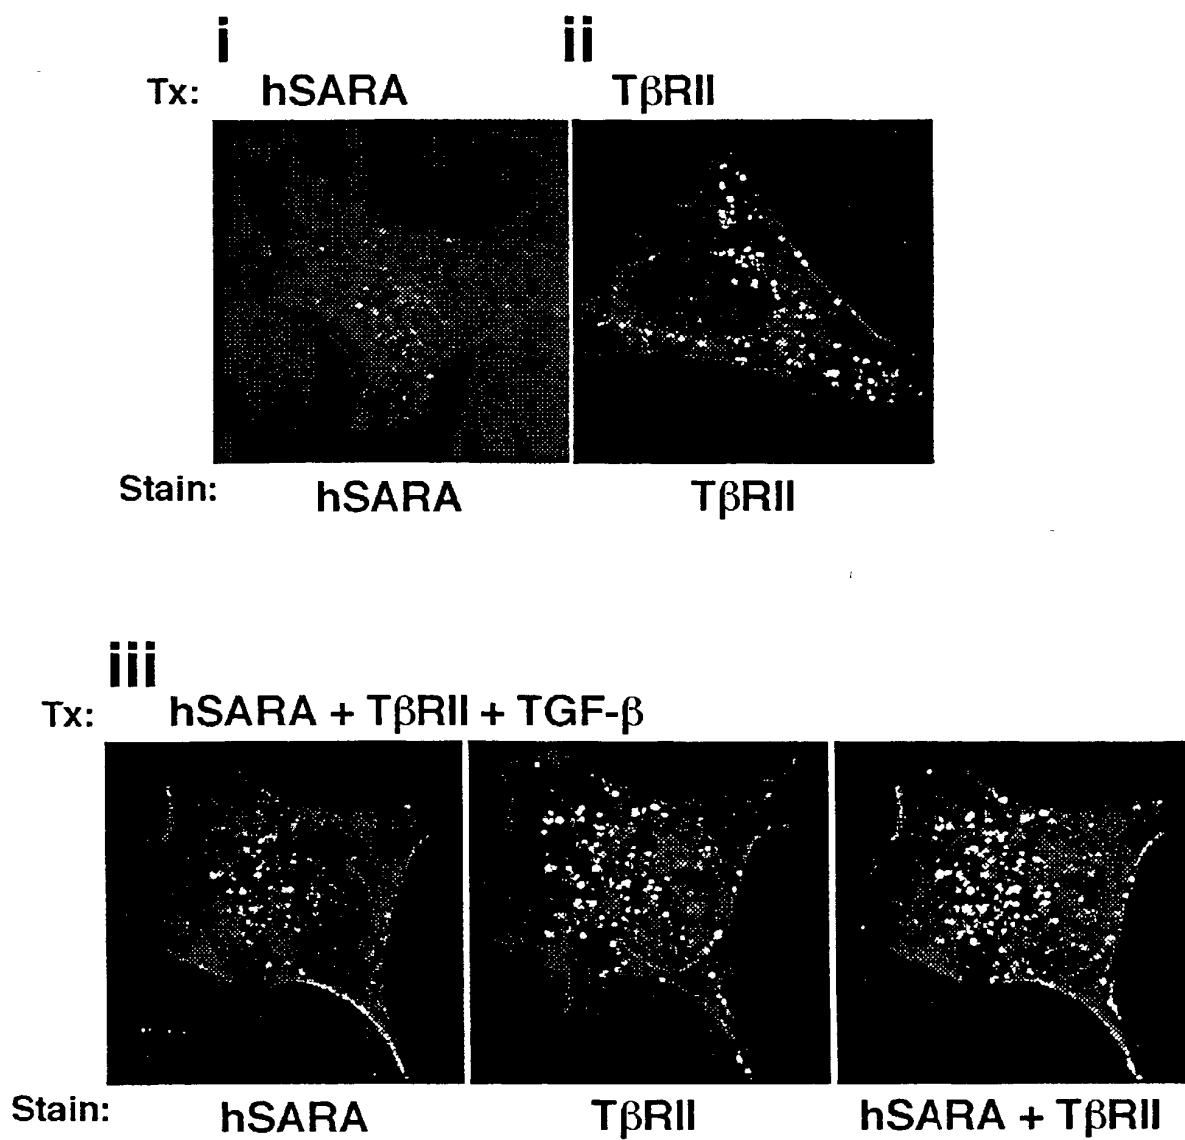 i ii
Tx: hSARA TβRII
Stain: hSARA TβRII
iii
Tx: hSARA + TβRII + TGF-β
Stain: hSARA TβRII hSARA + TβRII